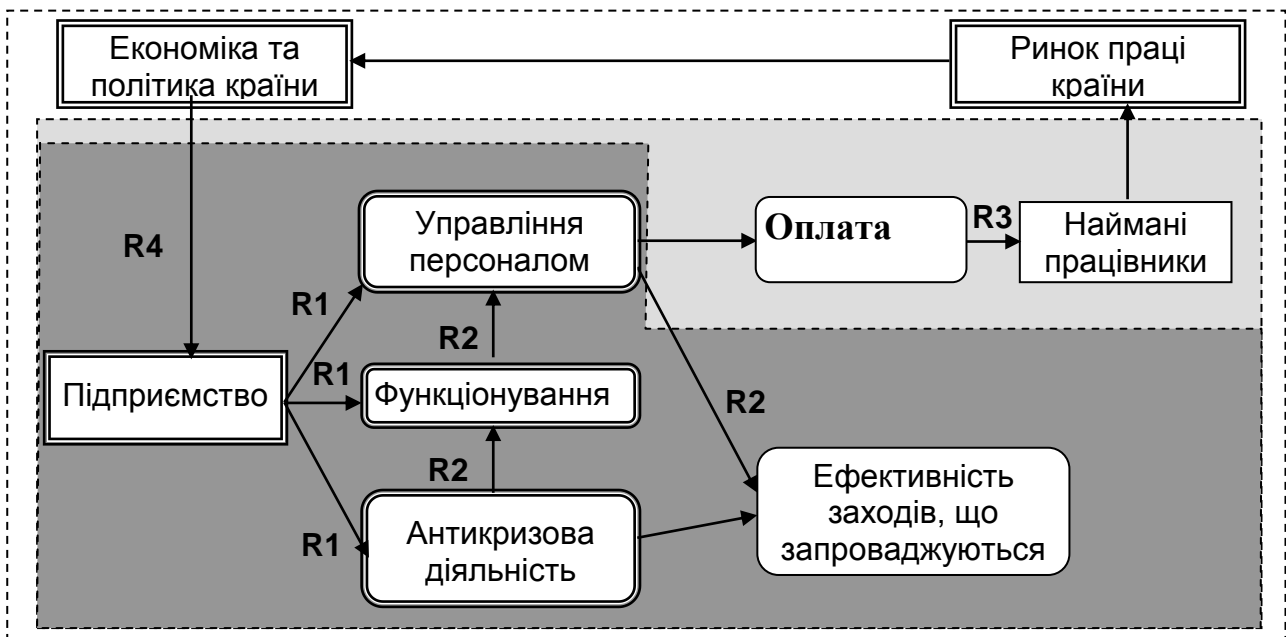 Економіка та
політика країни
Ринок праці
країни
R4
Управління
персоналом
Оплата
R3
Наймані
працівники
R1
R2
Підприємство
R1
Функціонування
R2
R2
R1
Антикризова
діяльність
Ефективність
заходів, що
запроваджуються